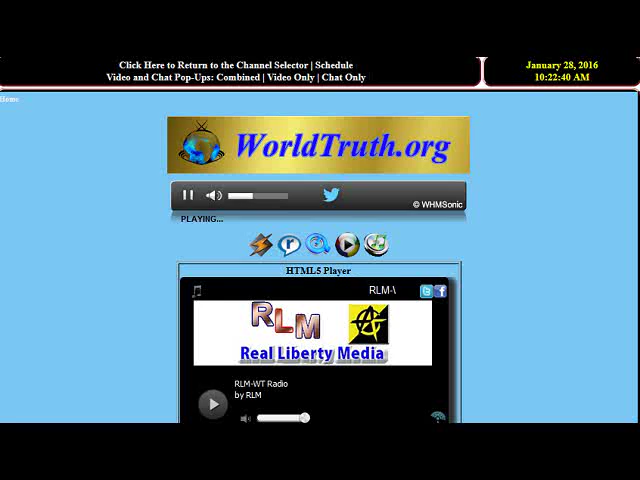 Click Here to Return to the Channel Selector | Schedule
Video and Chat Pop-Ups: Combined | Video Only | Chat Only
January 28, 2016
10:22:40 AM
Home
WorldTruth.org
© WHMSonic
PLAYING...
HTML5 Player
RLM-\
RLM
Real Liberty Media
RLM-WT Radio
by RLM